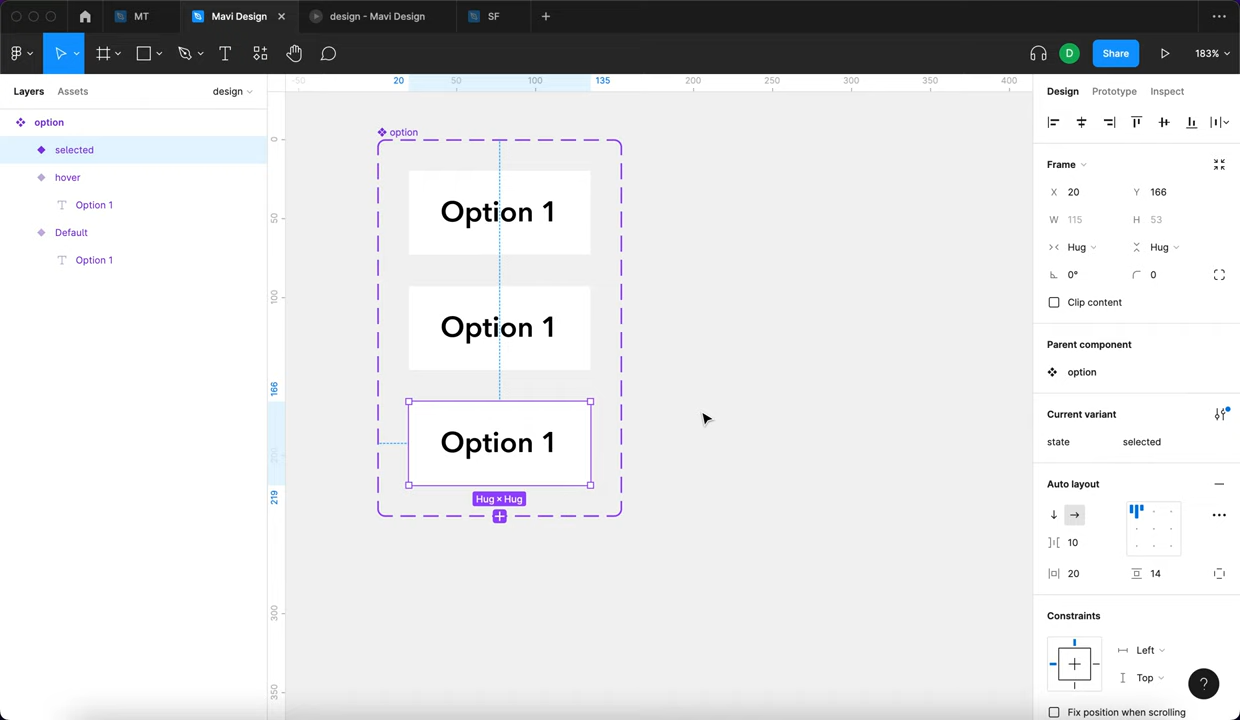 MT
Mavi Design
design - Mavi Design
SF
Share
183%
D
Layers
Assets
design
option
selected
hover
Option 1
Default
Option 1
-50
20
50
100
135
200
250
300
350
400
0
50
100
166
200
219
300
350
option
Option 1
Option 1
Option 1
Hug × Hug
Design
Prototype
Inspect
Frame
X 20
Y 166
W 115
H 53
Hug
Hug
0°
0
Clip content
Parent component
option
Current variant
state
selected
Auto layout
10
20
14
Constraints
Left
Top
Fix position when scrolling
?